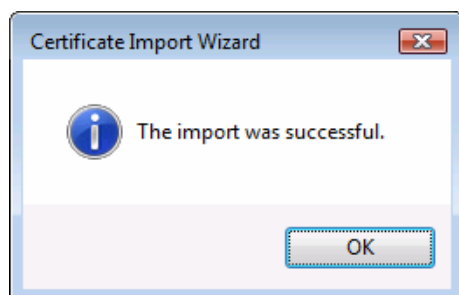 Certificate Import Wizard
The import was successful.
OK